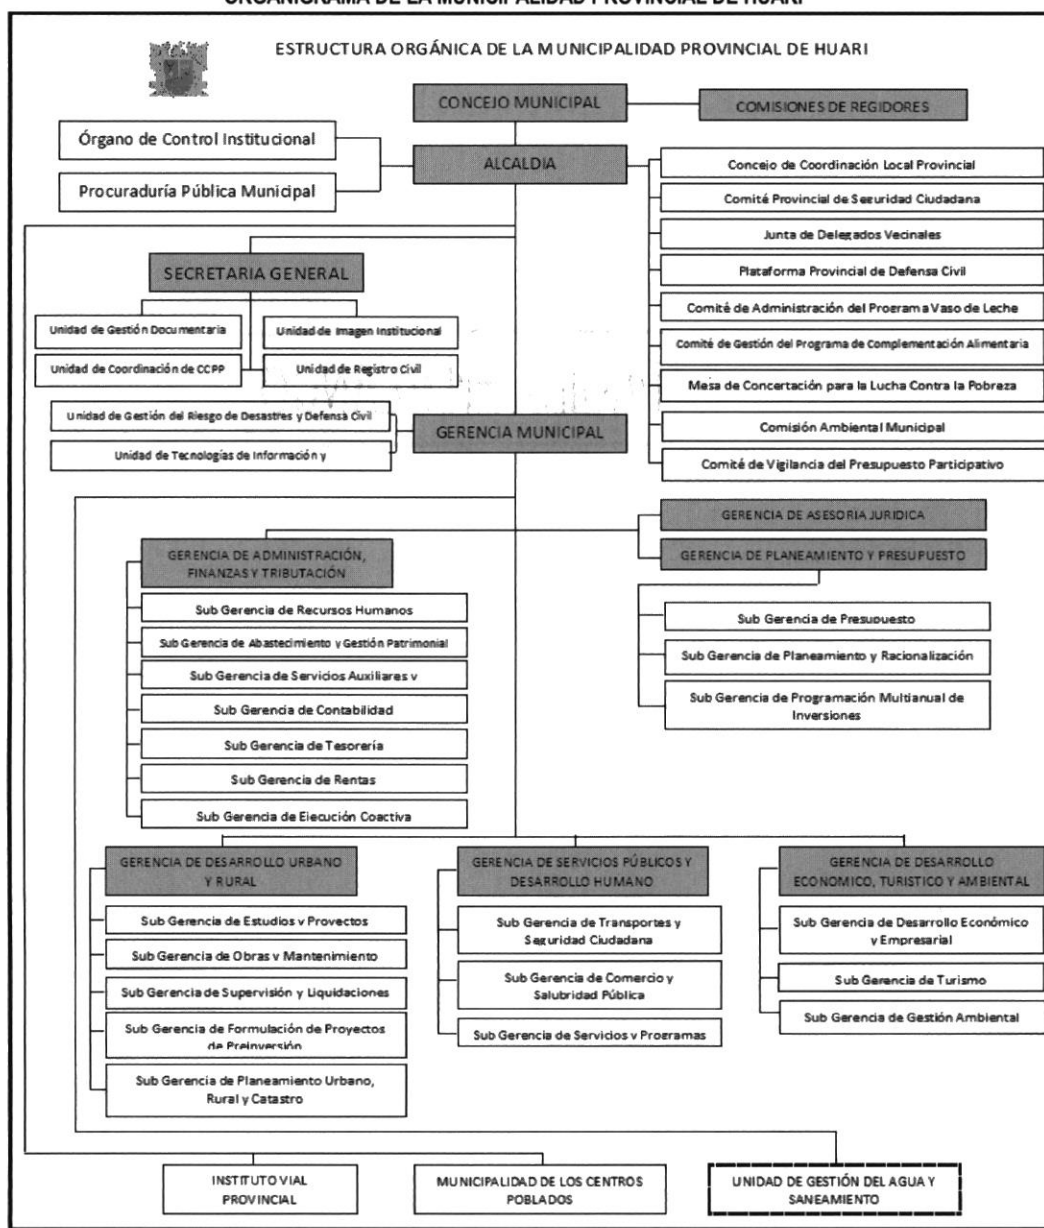 ORGANIGRAMA DE LA MUNICIPALIDAD PROVINCIAL DE HUARI
ESTRUCTURA ORGÁNICA DE LA MUNICIPALIDAD PROVINCIAL DE HUARI
CONCEJO MUNICIPAL
COMISIONES DE REGIDORES
Órgano de Control Institucional
ALCALDIA
Procuraduría Pública Municipal
Concejo de Coordinación Local Provincial
Comité Provincial de Seguridad Ciudadana
Junta de Delegados Vecinales
Plataforma Provincial de Defensa Civil
Comité de Administración del Programa Vaso de Leche
Comité de Gestión del Programa de Complementación Alimentaria
Mesa de Concertación para la Lucha Contra la Pobreza
Comisión Ambiental Municipal
Comité de Vigilancia del Presupuesto Participativo
SECRETARIA GENERAL
Unidad de Gestión Documentaria
Unidad de Imagen Institucional
Unidad de Coordinación de CCPP
Unidad de Registro Civil
Unidad de Gestión del Riesgo de Desastres y Defensa Civil
GERENCIA MUNICIPAL
Unidad de Tecnologías de Información y
GERENCIA DE ASESORIA JURIDICA
GERENCIA DE PLANEAMIENTO Y PRESUPUESTO
Sub Gerencia de Presupuesto
Sub Gerencia de Planeamiento y Racionalización
Sub Gerencia de Programación Multianual de
Inversiones
GERENCIA DE ADMINISTRACIÓN,
FINANZAS Y TRIBUTACIÓN
Sub Gerencia de Recursos Humanos
Sub Gerencia de Abastecimiento y Gestión Patrimonial
Sub Gerencia de Servicios Auxiliares y
Sub Gerencia de Contabilidad
Sub Gerencia de Tesorería
Sub Gerencia de Rentas
Sub Gerencia de Ejecución Coactiva
GERENCIA DE DESARROLLO URBANO
Y RURAL
Sub Gerencia de Estudios y Proyectos
Sub Gerencia de Obras y Mantenimiento
Sub Gerencia de Supervisión y Liquidaciones
Sub Gerencia de Formulación de Proyectos
de Preinversión
Sub Gerencia de Planeamiento Urbano,
Rural y Catastro
GERENCIA DE SERVICIOS PÚBLICOS Y
DESARROLLO HUMANO
Sub Gerencia de Transportes y
Seguridad Ciudadana
Sub Gerencia de Comercio y
Salubridad Pública
Sub Gerencia de Servicios y Programas
GERENCIA DE DESARROLLO
ECONOMICO, TURISTICO Y AMBIENTAL
Sub Gerencia de Desarrollo Económico
y Empresarial
Sub Gerencia de Turismo
Sub Gerencia de Gestión Ambiental
INSTITUTO VIAL
PROVINCIAL
MUNICIPALIDAD DE LOS CENTROS
POBLADOS
UNIDAD DE GESTIÓN DEL AGUA Y
SANEAMIENTO